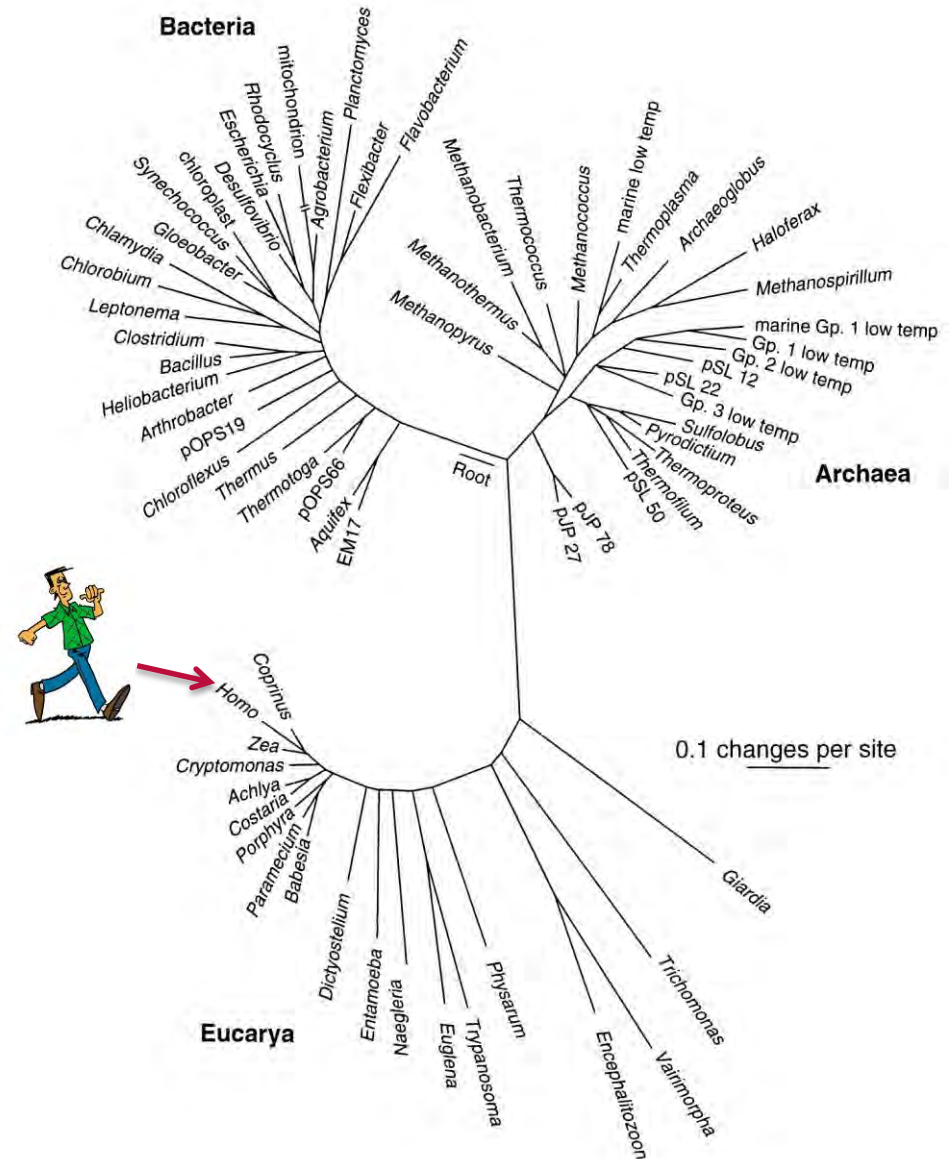 Bacteria
Planctomyces
mitochondrion
Flavobacterium
Rhodocyclus
Escherichia
Agrobacterium
Flexibacter
Desulfovibrio
chloroplast
Synechococcus
Gloeobacter
Chlamydia
Chlorobium
Leptonema
Clostridium
Bacillus
Heliobacterium
Arthrobacter
pOPS19
Chloroflexus
Thermus
Thermotoga
pOPS66
Aquifex
EM17
Root
Methanopyrus
Methanothermus
Methanobacterium
Thermococcus
Methanococcus
marine low temp
Thermoplasma
Archaeoglobus
Haloferax
Methanospirillum
marine Gp. 1 low temp
Gp. 1 low temp
Gp. 2 low temp
pSL 12
pSL 22
Gp. 3 low temp
Sulfolobus
Pyrodictium
Thermoproteus
Thermofilum
pSL 50
pJP 78
pJP 27
Archaea
Coprinus
Homo
Zea
Cryptomonas
Achlya
Costaria
Porphyra
Paramecium
Babesia
Dictyostelium
Entamoeba
Naegleria
Euglena
Trypanosoma
Physarum
Encephalitozoon
Vairimorpha
Trichomonas
Giardia
0.1 changes per site
Eucarya